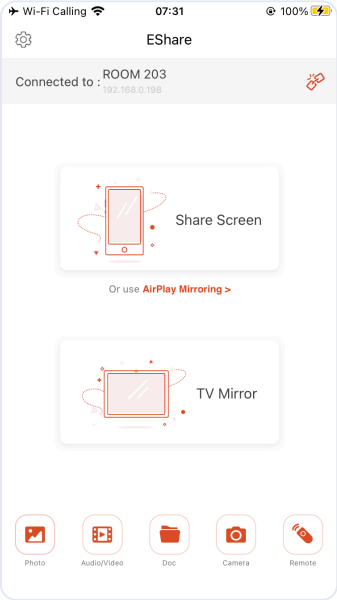 Wi-Fi Calling 07:31 100%
EShare
Connected to : ROOM 203
192.168.0.198
Share Screen
Or use AirPlay Mirroring >
TV Mirror
Photo Audio/Video Doc Camera Remote